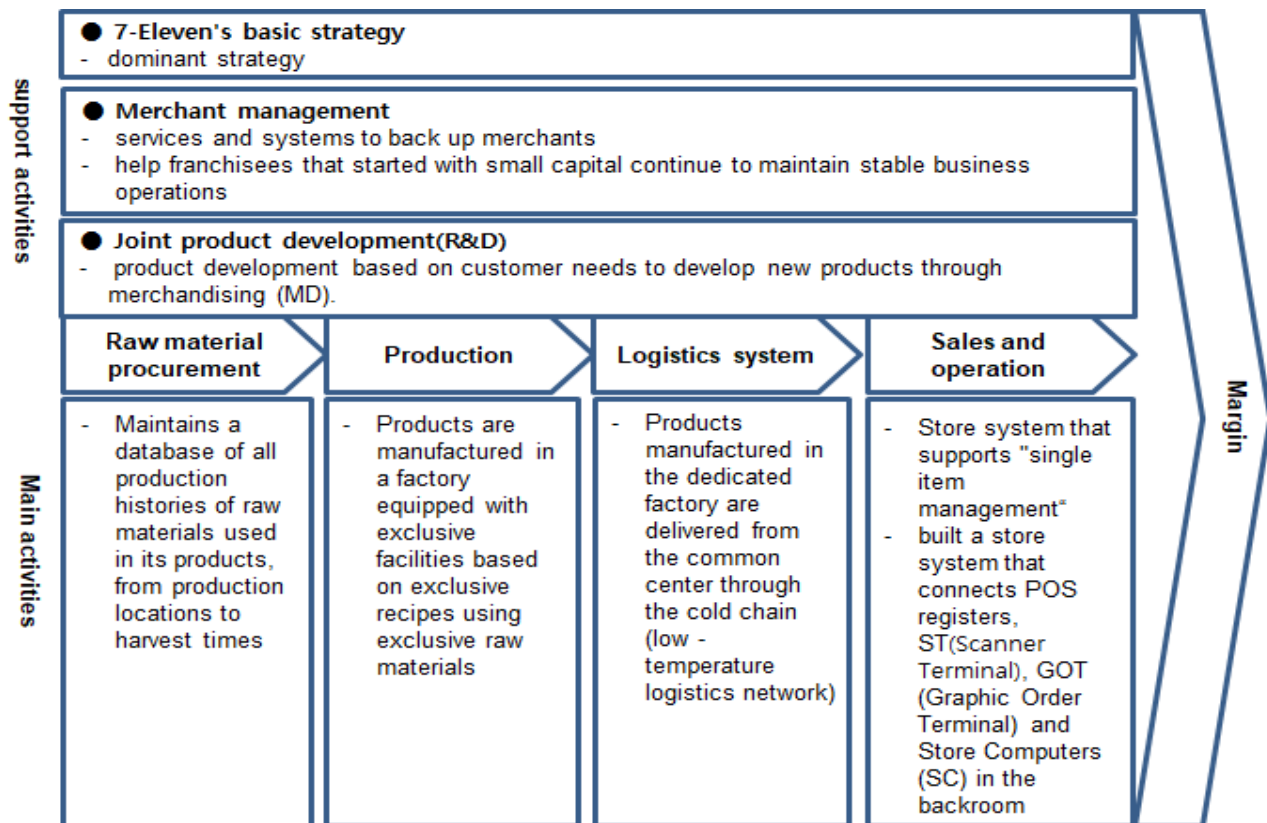 ● 7-Eleven's basic strategy
- dominant strategy
support activities
● Merchant management
- services and systems to back up merchants
- help franchisees that started with small capital continue to maintain stable business
operations
● Joint product development(R&D)
- product development based on customer needs to develop new products through
merchandising (MD).
Raw material
procurement
Production
Logistics system
Sales and
operation
Margin
Main activities
- Maintains a
database of all
production
histories of raw
materials used
in its products,
from production
locations to
harvest times
- Products are
manufactured in
a factory
equipped with
exclusive
facilities based
on exclusive
recipes using
exclusive raw
materials
- Products
manufactured in
the dedicated
factory are
delivered from
the common
center through
the cold chain
(low -
temperature
logistics network)
- Store system that
supports "single
item
management“
- built a store
system that
connects POS
registers,
ST(Scanner
Terminal), GOT
(Graphic Order
Terminal) and
Store Computers
(SC) in the
backroom